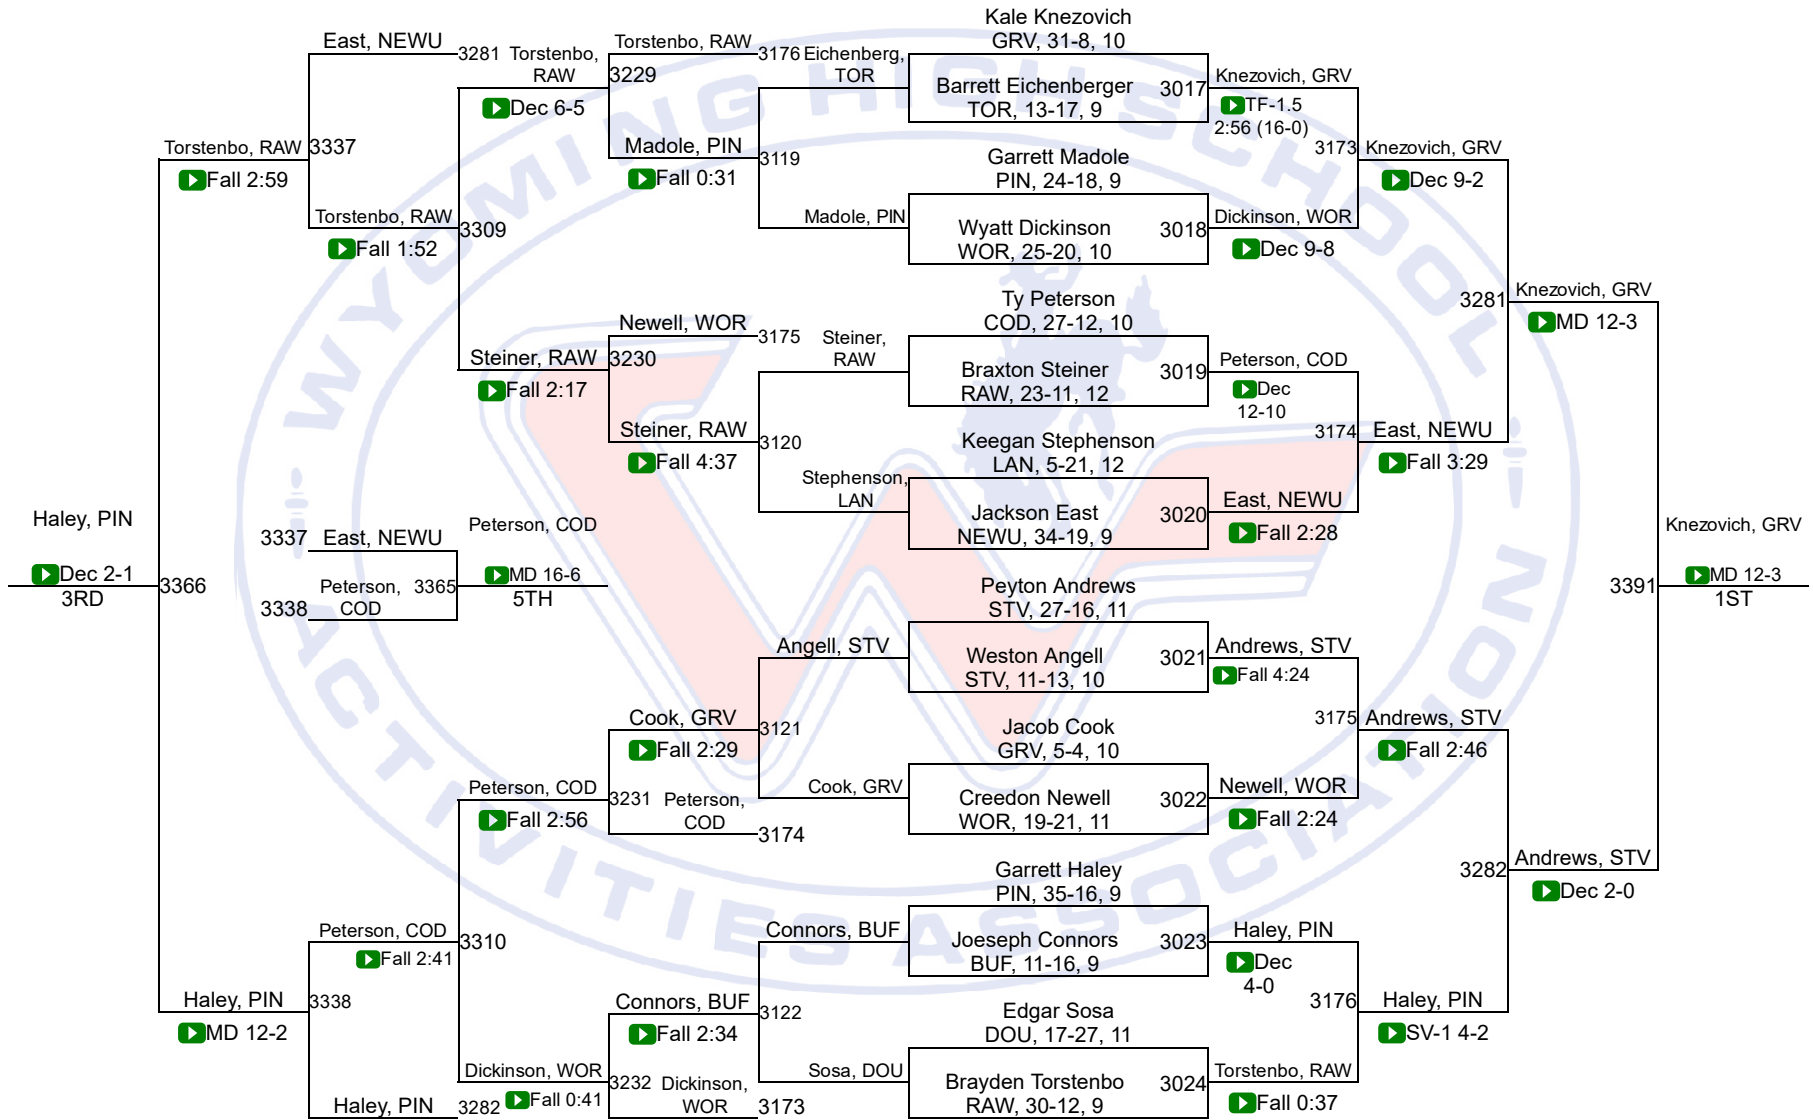 Kale Knezovich
GRV, 31-8, 10
East, NEWU
3281
Torstenbo,
RAW
Torstenbo, RAW
3176
Eichenberg,
TOR
3229
Dec 6-5
Barrett Eichenberger
TOR, 13-17, 9
3017
Knezovich, GRV
TF-1.5
2:56 (16-0)
Torstenbo, RAW
3337
Fall 2:59
Madole, PIN
3119
Fall 0:31
Garrett Madole
PIN, 24-18, 9
3173
Knezovich, GRV
Dec 9-2
Torstenbo, RAW
3309
Fall 1:52
Madole, PIN
Wyatt Dickinson
WOR, 25-20, 10
3018
Dickinson, WOR
Dec 9-8
Ty Peterson
COD, 27-12, 10
3281
Knezovich, GRV
MD 12-3
Newell, WOR
3175
Steiner,
RAW
Steiner, RAW
3230
Fall 2:17
Braxton Steiner
RAW, 23-11, 12
3019
Peterson, COD
Dec
12-10
Steiner, RAW
3120
Fall 4:37
Keegan Stephenson
LAN, 5-21, 12
3174
East, NEWU
Fall 3:29
Stephenson,
LAN
Jackson East
NEWU, 34-19, 9
3020
East, NEWU
Fall 2:28
Haley, PIN
Dec 2-1
3RD
3366
3337
East, NEWU
3338
Peterson,
COD
3365
Peterson, COD
MD 16-6
5TH
Knezovich, GRV
3391
MD 12-3
1ST
Peyton Andrews
STV, 27-16, 11
Angell, STV
Weston Angell
STV, 11-13, 10
3021
Andrews, STV
Fall 4:24
Cook, GRV
3121
Fall 2:29
Jacob Cook
GRV, 5-4, 10
3175
Andrews, STV
Fall 2:46
Peterson, COD
3231
Fall 2:56
Peterson,
COD
3174
Cook, GRV
Creedon Newell
WOR, 19-21, 11
3022
Newell, WOR
Fall 2:24
Garrett Haley
PIN, 35-16, 9
3282
Andrews, STV
Dec 2-0
Peterson, COD
3310
Fall 2:41
Connors, BUF
Joeseph Connors
BUF, 11-16, 9
3023
Haley, PIN
Dec
4-0
Haley, PIN
3338
MD 12-2
Connors, BUF
3122
Fall 2:34
Edgar Sosa
DOU, 17-27, 11
3176
Haley, PIN
SV-1 4-2
Dickinson, WOR
3232
Fall 0:41
Dickinson,
WOR
3173
Sosa, DOU
Brayden Torstenbo
RAW, 30-12, 9
3024
Torstenbo, RAW
Fall 0:37
Haley, PIN
3282
WYOMING HIGH SCHOOL
ACTIVITIES ASSOCIATION